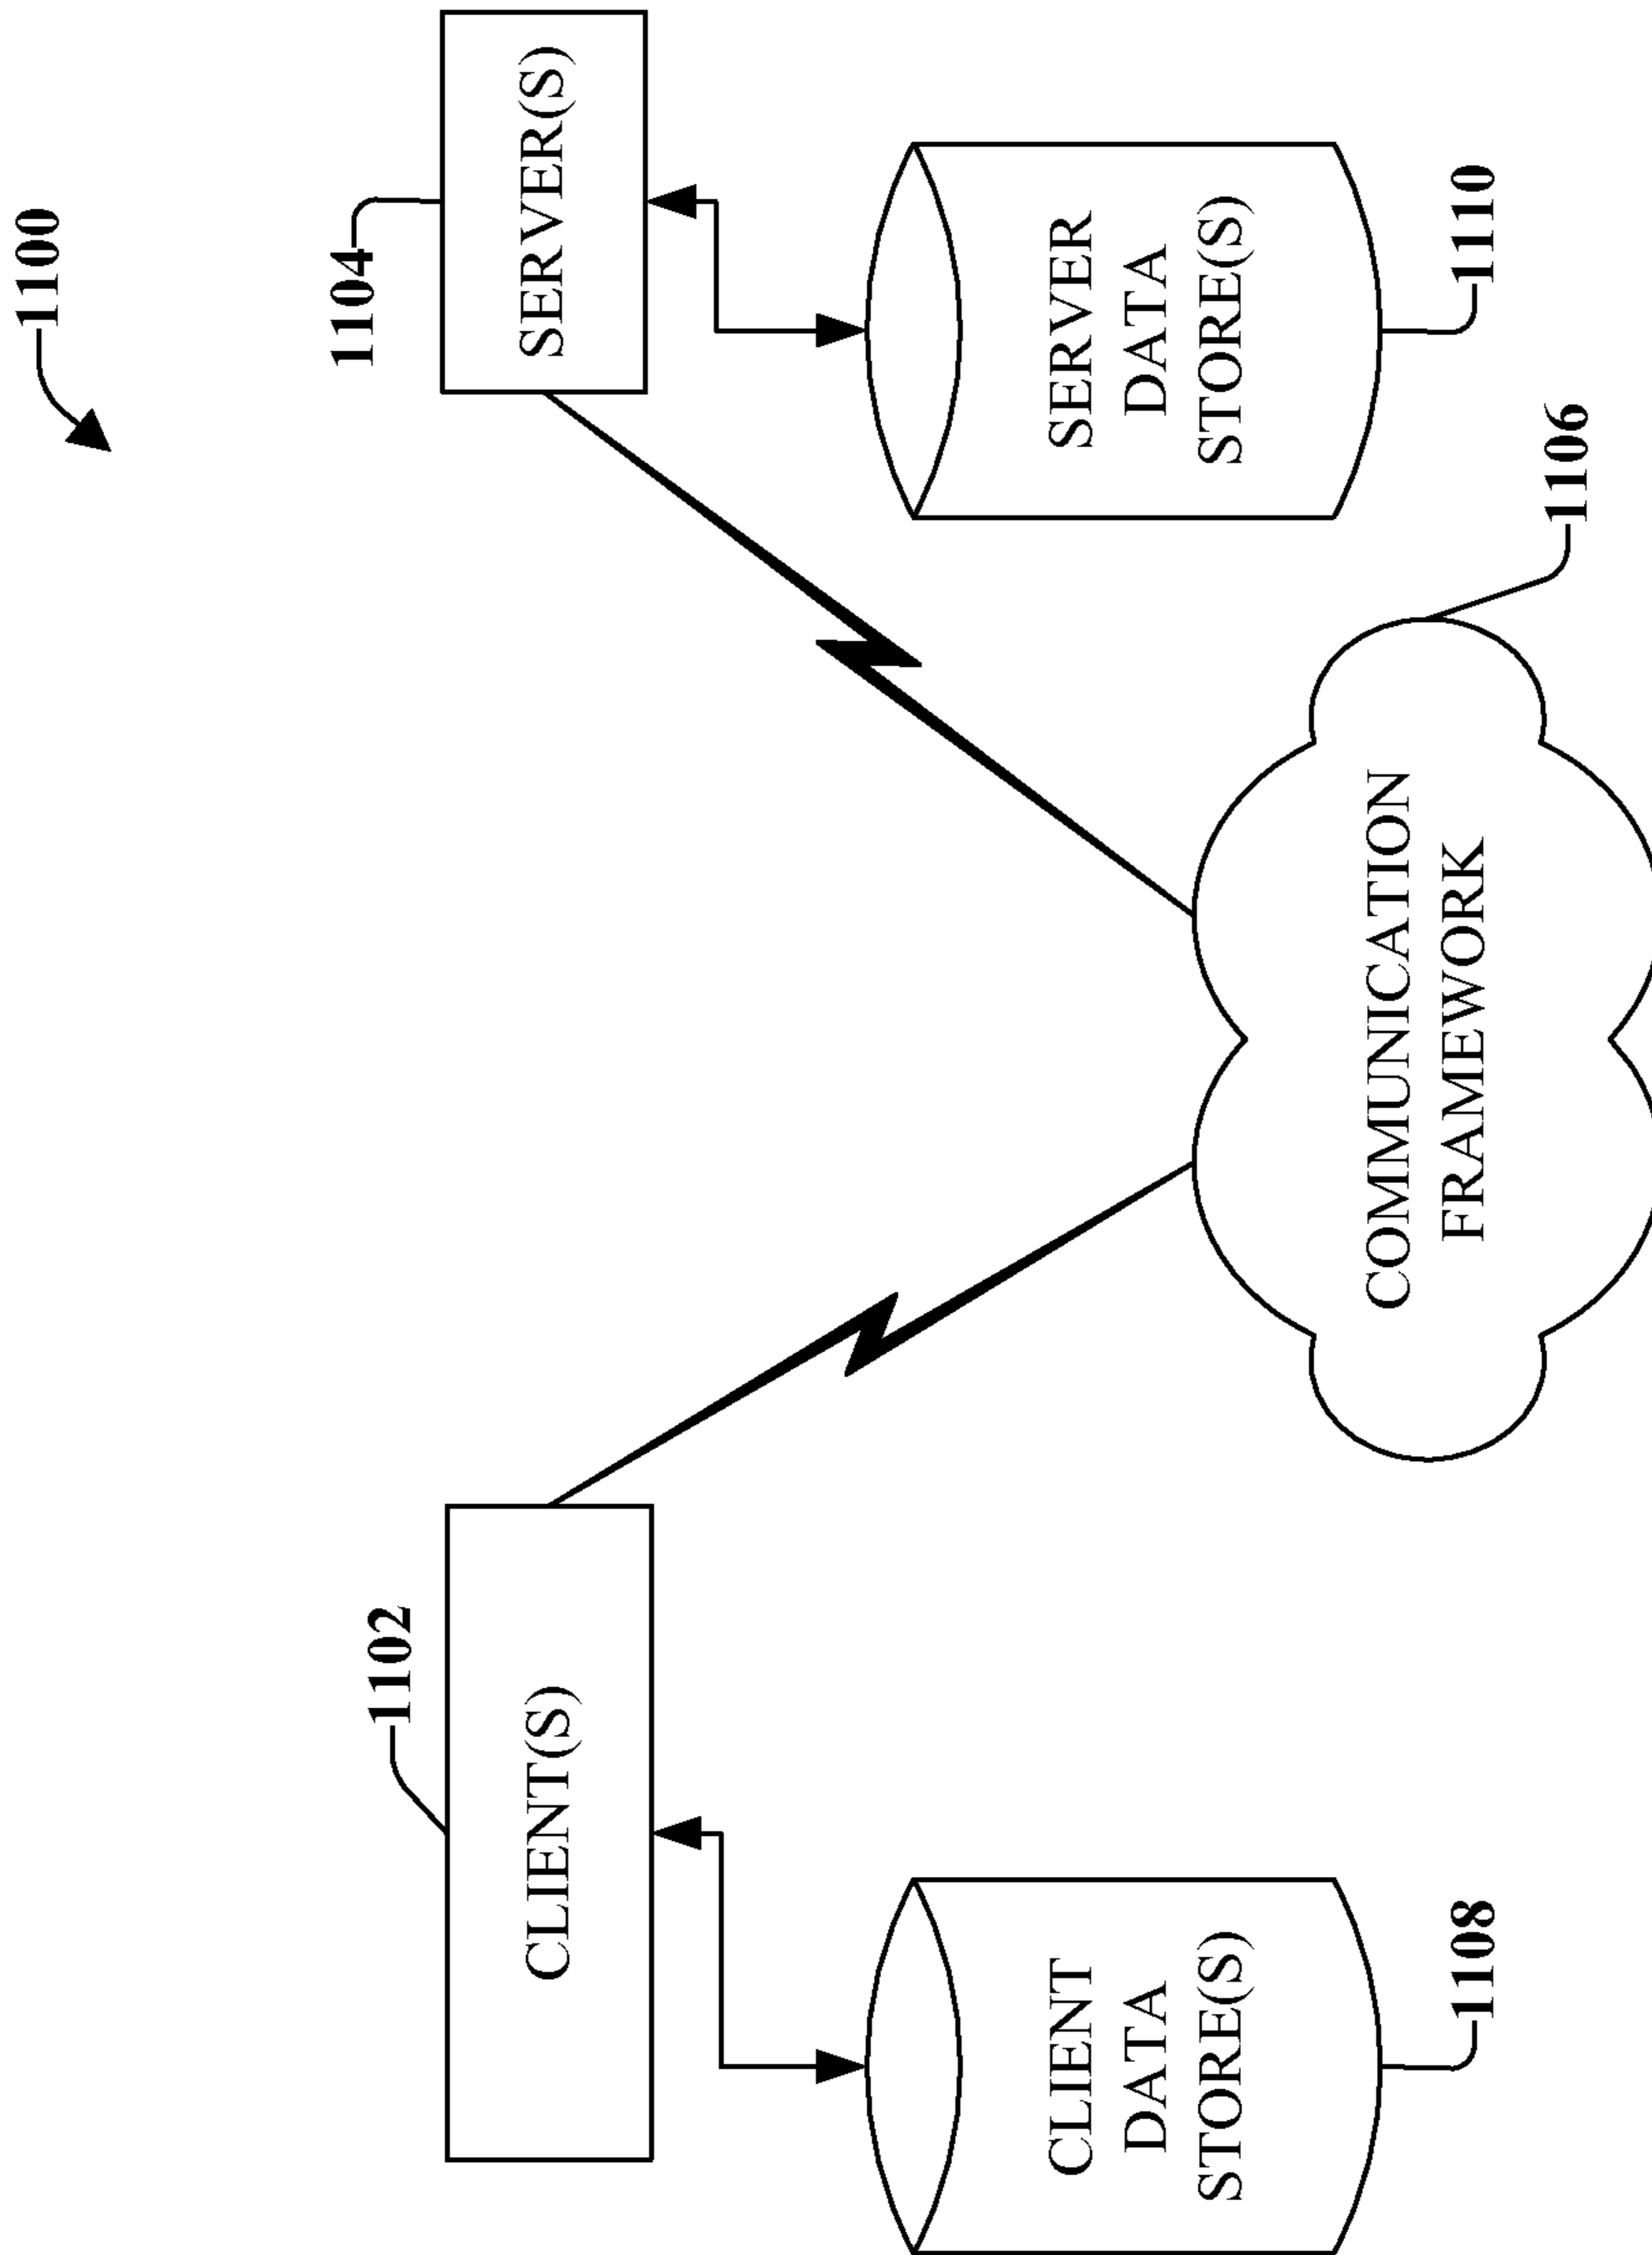 1100
1102
1104
CLIENT(S)
SERVER(S)
CLIENT
DATA
STORE(S)
1108
SERVER
DATA
STORE(S)
1110
COMMUNICATION
FRAMEWORK
1106